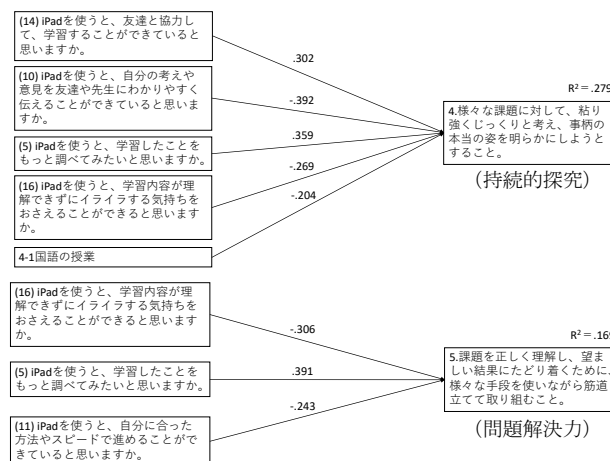 (14) iPadを使うと、友達と協力し
て、学習することができていると
思いますか。
.302
(10) iPadを使うと、自分の考えや
意見を友達や先生にわかりやすく
伝えることができていると思いま
すか。
-.392
(5) iPadを使うと、学習したことを
もっと調べてみたいと思いますか。
.359
(16) iPadを使うと、学習内容が理
解できずにイライラする気持ちを
おさえることができると思います
か。
-.269
4-1国語の授業
-.204
R²＝.279
4.様々な課題に対して、粘り
強くじっくりと考え、事柄の
本当の姿を明らかにしようと
すること。
(持続的探究)
(16) iPadを使うと、学習内容が理
解できずにイライラする気持ちを
おさえることができると思います
か。
-.306
(5) iPadを使うと、学習したことを
もっと調べてみたいと思いますか。
.391
(11) iPadを使うと、自分に合った
方法やスピードで進めることがで
きていると思いますか。
-.243
R²＝.169
5.課題を正しく理解し、望ま
しい結果にたどり着くために、
様々な手段を使いながら筋道
立てて取り組むこと。
(問題解決力)